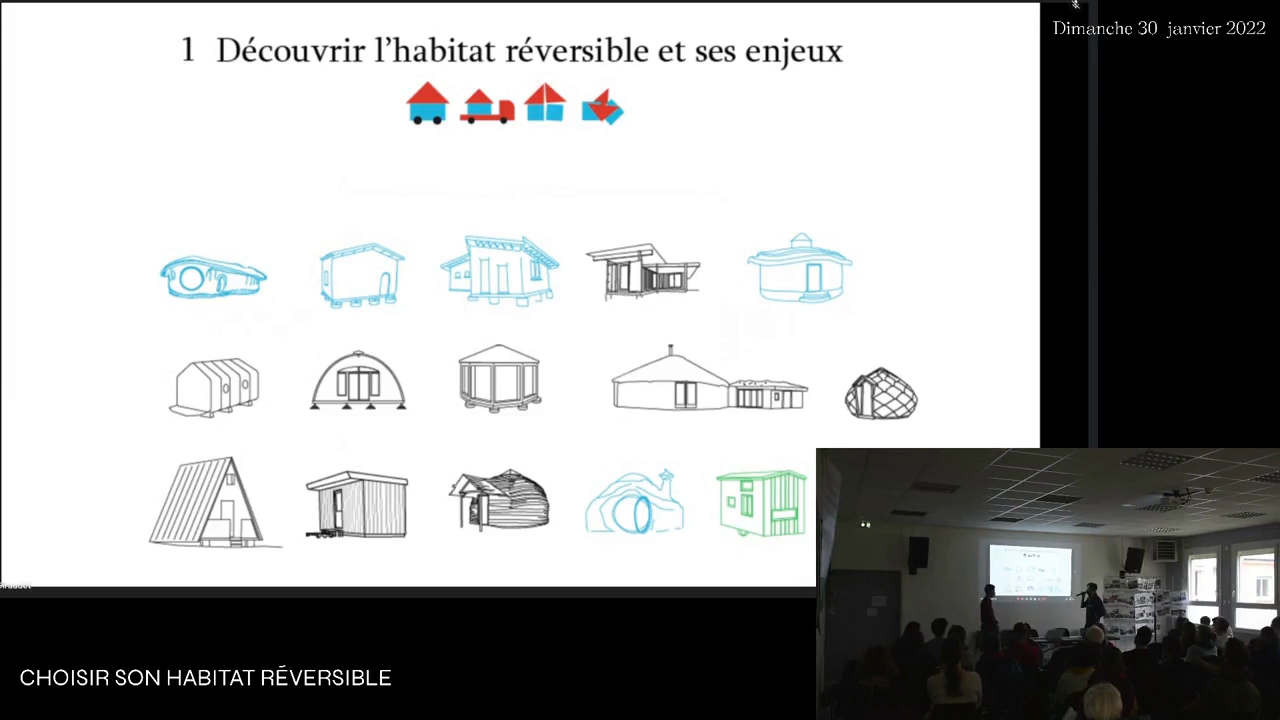 Dimanche 30 janvier 2022
1 Découvrir l'habitat réversible et ses enjeux
CHOISIR SON HABITAT RÉVERSIBLE